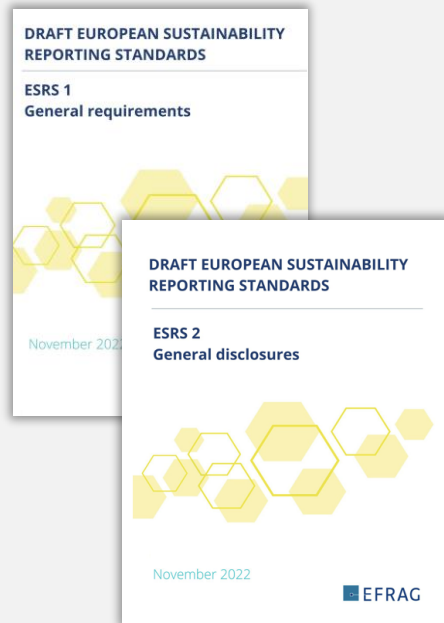 DRAFT EUROPEAN SUSTAINABILITY
REPORTING STANDARDS
ESRS 1
General requirements
November 202
DRAFT EUROPEAN SUSTAINABILITY
REPORTING STANDARDS
ESRS 2
General disclosures
November 2022
EFRAG